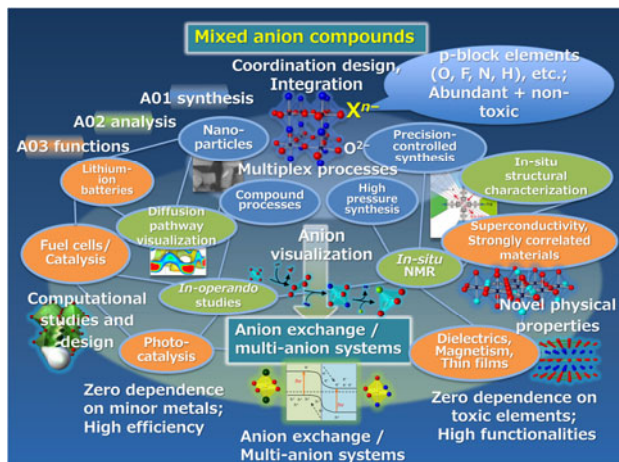 Mixed anion compounds
Coordination design,
Integration
p-block elements
(O, F, N, H), etc.;
Abundant + non-
toxic
A01 synthesis
A02 analysis
A03 functions
Xn−
O2−
Nano-
particles
Precision-
controlled
synthesis
Lithium-
ion
batteries
Multiplex processes
In-situ
structural
characterization
Compound
processes
High
pressure
synthesis
Diffusion
pathway
visualization
Fuel cells/
Catalysis
Anion
visualization
Superconductivity,
Strongly correlated
materials
In-situ
NMR
In-operando
studies
Computational
studies and
design
Novel physical
properties
Anion exchange /
multi-anion systems
Photo-
catalysis
Dielectrics,
Magnetism,
Thin films
Zero dependence
on minor metals;
High efficiency
Zero dependence on
toxic elements;
High functionalities
Anion exchange /
Multi-anion systems